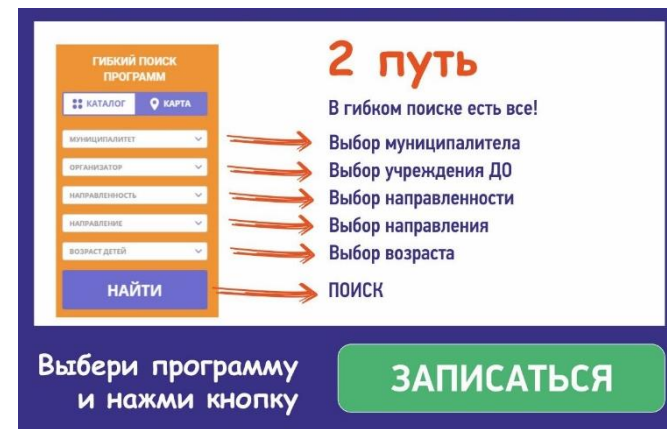 ГИБКИЙ ПОИСК
ПРОГРАММ
КАТАЛОГ
КАРТА
МУНИЦИПАЛИТЕТ
ОРГАНИЗАТОР
НАПРАВЛЕННОСТЬ
НАПРАВЛЕНИЕ
ВОЗРАСТ ДЕТЕЙ
НАЙТИ
2 путь
В гибком поиске есть все!
Выбор муниципалитела
Выбор учреждения ДО
Выбор направленности
Выбор направления
Выбор возраста
ПОИСК
Выбери программу
и нажми кнопку
ЗАПИСАТЬСЯ